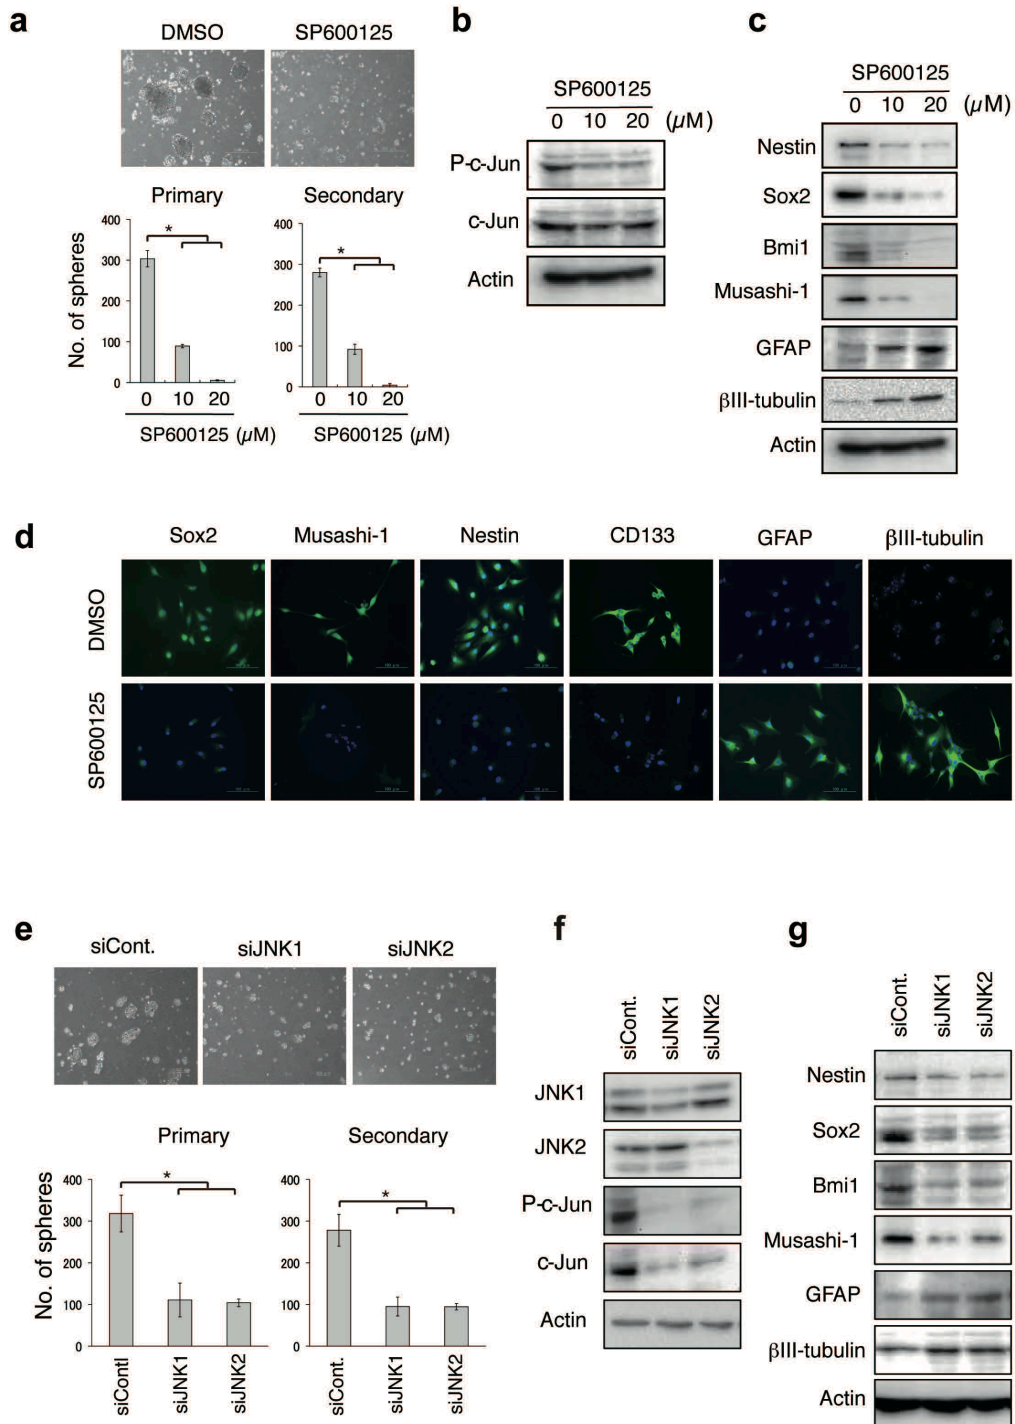 a
DMSO SP600125
Primary Secondary
No. of spheres
400
300
200
100
0
*
0 10 20
SP600125 (µM)
400
300
200
100
0
*
0 10 20
SP600125 (µM)
b
SP600125
0 10 20 (µM)
P-c-Jun
c-Jun
Actin
c
SP600125
0 10 20 (µM)
Nestin
Sox2
Bmi1
Musashi-1
GFAP
βIII-tubulin
Actin
d
Sox2 Musashi-1 Nestin CD133 GFAP βIII-tubulin
DMSO
SP600125
e
siCont. siJNK1 siJNK2
Primary Secondary
No. of spheres
400
300
200
100
0
*
siContl siJNK1 siJNK2
400
300
200
100
0
*
siCont. siJNK1 siJNK2
f
siCont. siJNK1 siJNK2
JNK1
JNK2
P-c-Jun
c-Jun
Actin
g
siCont. siJNK1 siJNK2
Nestin
Sox2
Bmi1
Musashi-1
GFAP
βIII-tubulin
Actin